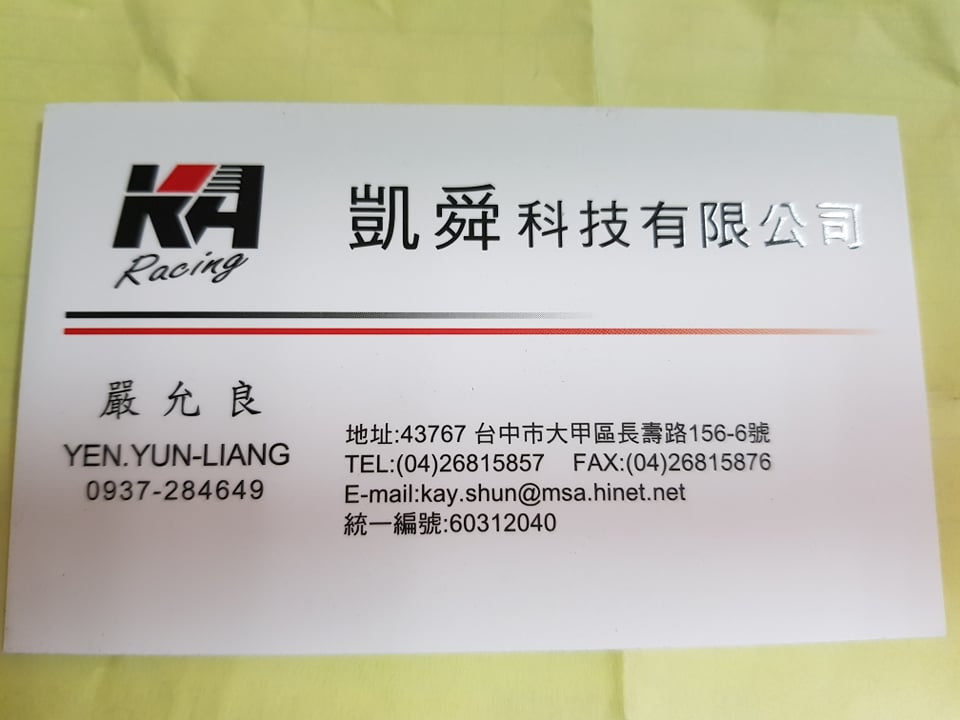 KA
Racing
凱舜科技有限公司
嚴允良
YEN.YUN-LIANG
0937-284649
地址:43767 台中市大甲區長壽路156-6號
TEL:(04)26815857 FAX:(04)26815876
E-mail:kay.shun@msa.hinet.net
統一編號:60312040